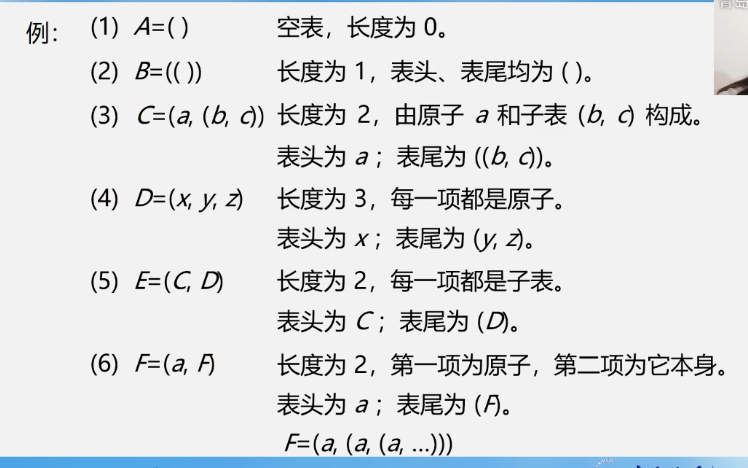 青岛
例：
(1) A=( ) 空表，长度为 0。
(2) B=(( )) 长度为 1，表头、表尾均为 ( )。
(3) C=(a, (b, c)) 长度为 2，由原子 a 和子表 (b, c) 构成。
表头为 a ；表尾为 ((b, c))。
(4) D=(x, y, z) 长度为 3，每一项都是原子。
表头为 x ；表尾为 (y, z)。
(5) E=(C, D) 长度为 2，每一项都是子表。
表头为 C ；表尾为 (D)。
(6) F=(a, F) 长度为 2，第一项为原子，第二项为它本身。
表头为 a ；表尾为 (F)。
F=(a, (a, (a, …)))